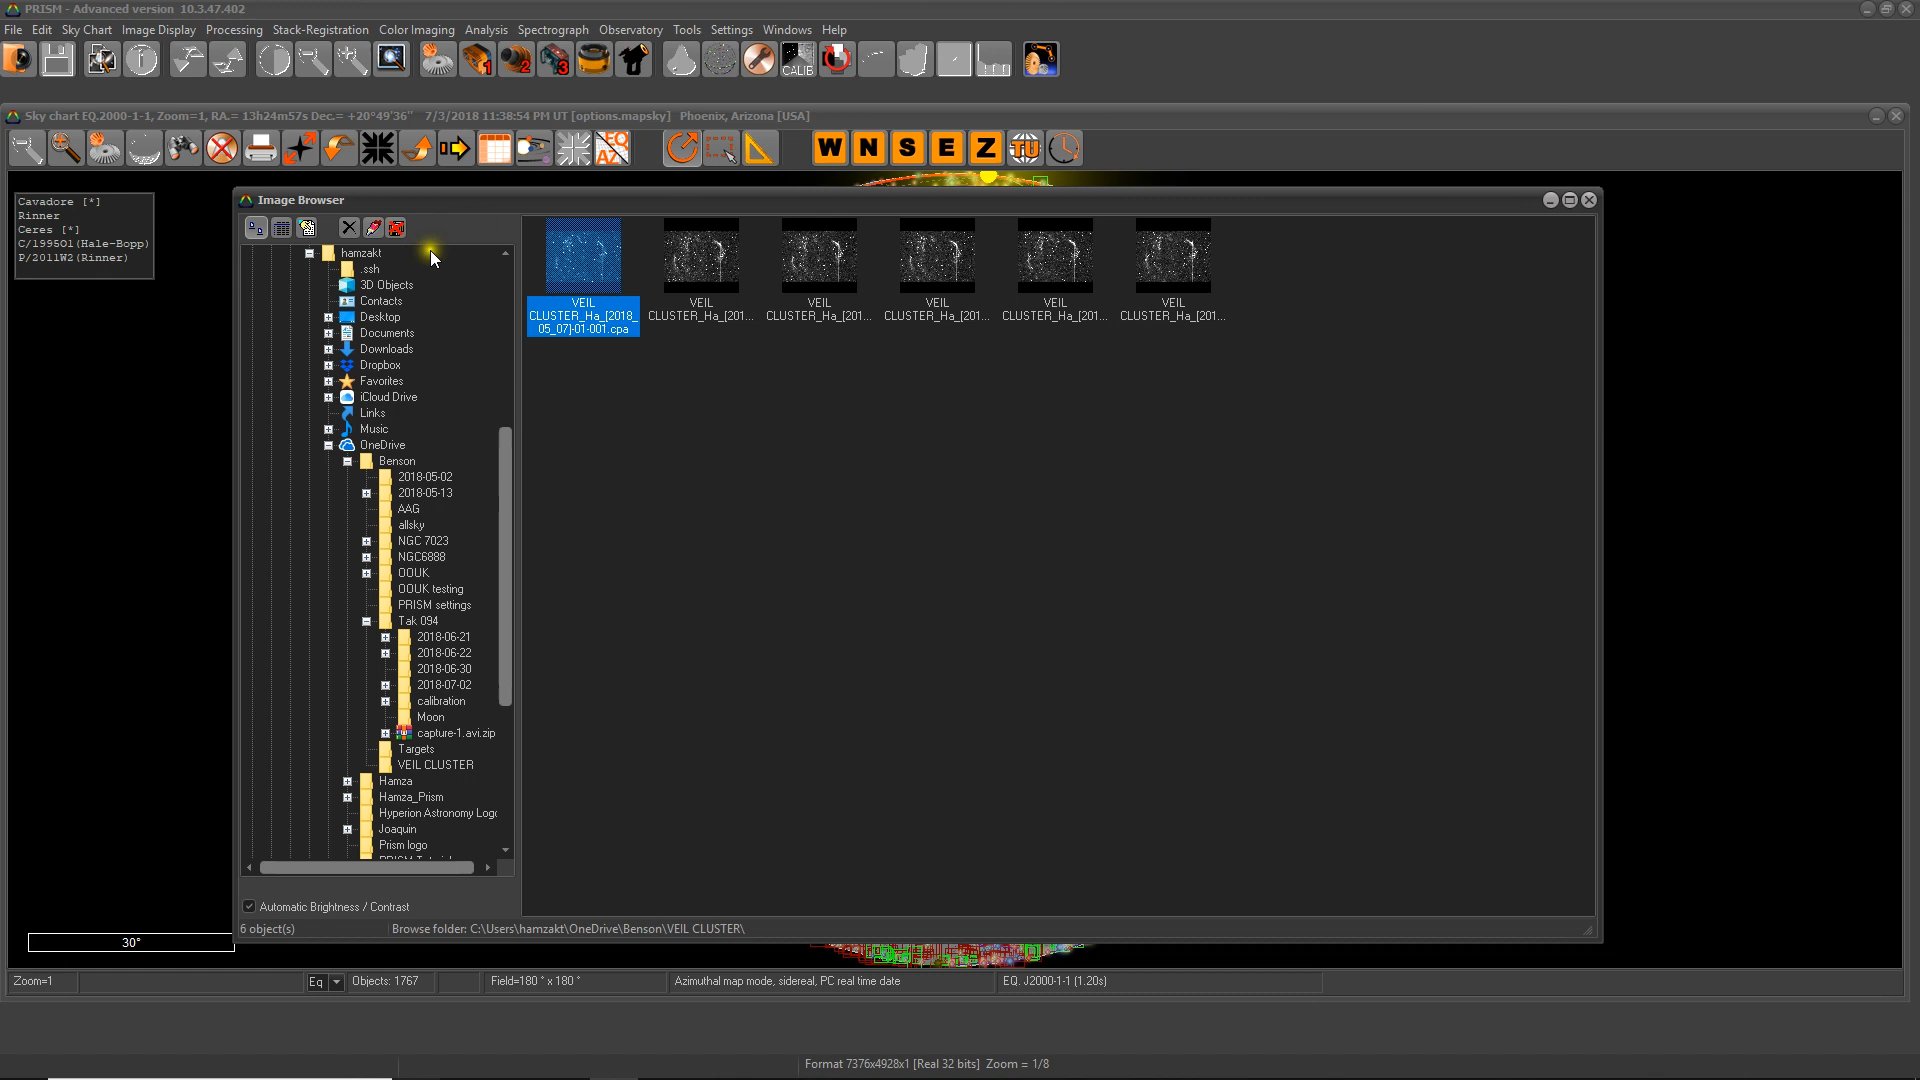 PRISM - Advanced version 10.3.47.402
File Edit Sky Chart Image Display Processing Stack-Registration Color Imaging Analysis Spectrograph Observatory Tools Settings Windows Help
1 2 3 CALIB
Sky chart EQ.2000-1-1, Zoom=1, RA.= 13h24m57s Dec.= +20°49'36" 7/3/2018 11:38:54 PM UT [options.mapsky] Phoenix, Arizona [USA]
EQ AZ W N S E Z TU
Cavadore [*]
Rinner
Ceres [*]
C/1995O1(Hale-Bopp)
P/2011W2(Rinner)
Image Browser
hamzakt
.ssh
3D Objects
Contacts
Desktop
Documents
Downloads
Dropbox
Favorites
iCloud Drive
Links
Music
OneDrive
Benson
2018-05-02
2018-05-13
AAG
allsky
NGC 7023
NGC6888
OOUK
OOUK testing
PRISM settings
Tak 094
2018-06-21
2018-06-22
2018-06-30
2018-07-02
calibration
Moon
capture-1.avi.zip
Targets
VEIL CLUSTER
Hamza
Hamza_Prism
Hyperion Astronomy Logo
Joaquin
Prism logo
VEIL
CLUSTER_Ha_[2018_
05_07]-01-001.cpa
VEIL
CLUSTER_Ha_[201...
VEIL
CLUSTER_Ha_[201...
VEIL
CLUSTER_Ha_[201...
VEIL
CLUSTER_Ha_[201...
VEIL
CLUSTER_Ha_[201...
Automatic Brightness / Contrast
6 object(s) Browse folder: C:\Users\hamzakt\OneDrive\Benson\VEIL CLUSTER\
30°
Zoom=1 Eq Objects: 1767 Field=180 ° x 180 ° Azimuthal map mode, sidereal, PC real time date EQ. J2000-1-1 (1.20s)
Format 7376x4928x1 [Real 32 bits] Zoom = 1/8